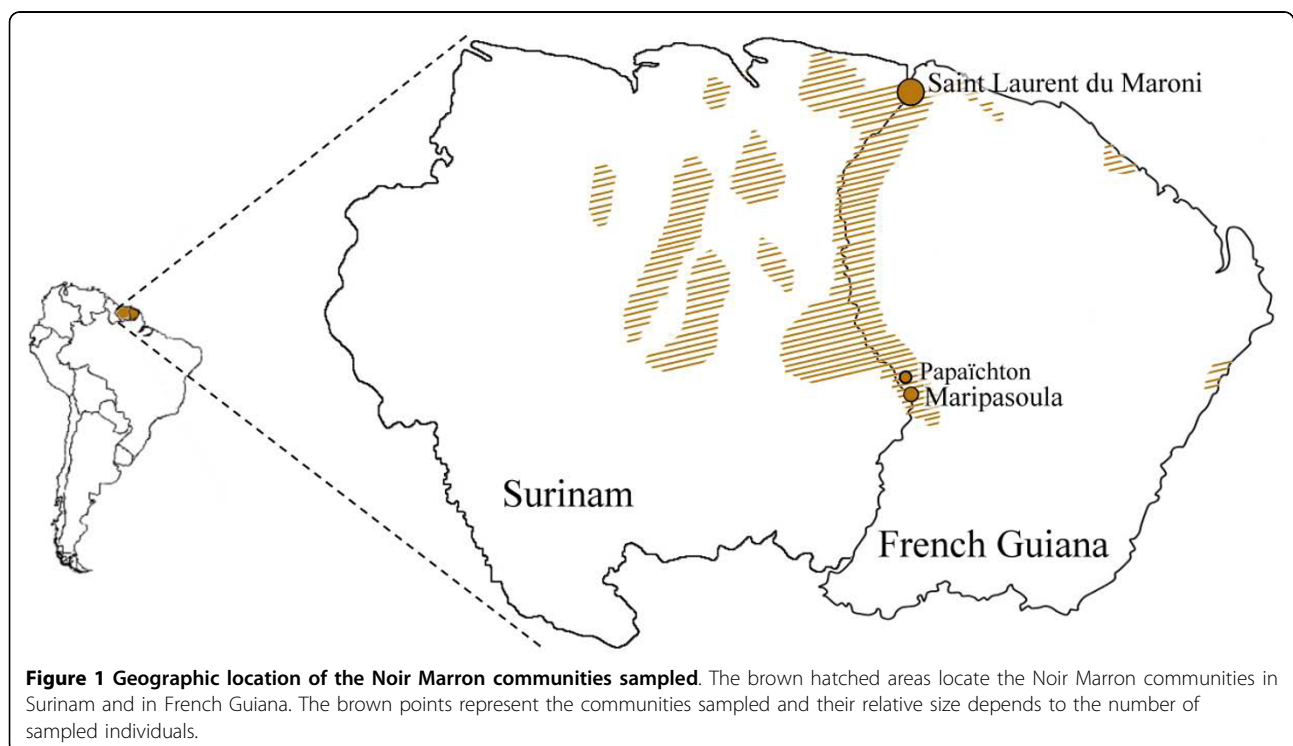 Saint Laurent du Maroni
Papaïchton
Maripasoula
Surinam
French Guiana
Figure 1 Geographic location of the Noir Marron communities sampled. The brown hatched areas locate the Noir Marron communities in
Surinam and in French Guiana. The brown points represent the communities sampled and their relative size depends to the number of
sampled individuals.